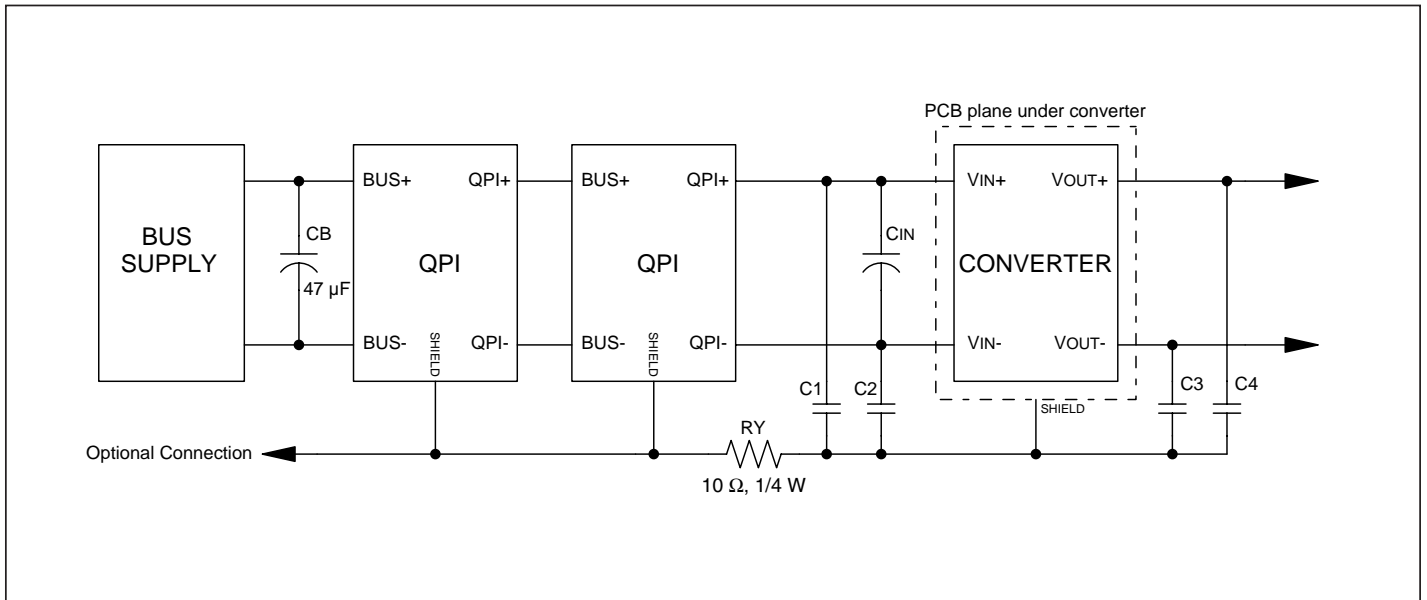 PCB plane under converter
BUS
SUPPLY
CB
47 µF
BUS+
QPI+
QPI
BUS-
QPI-
SHIELD
BUS+
QPI+
QPI
BUS-
QPI-
SHIELD
CIN
VIN+
VOUT+
CONVERTER
VIN-
VOUT-
SHIELD
C1
C2
C3
C4
RY
10 Ω, 1/4 W
Optional Connection